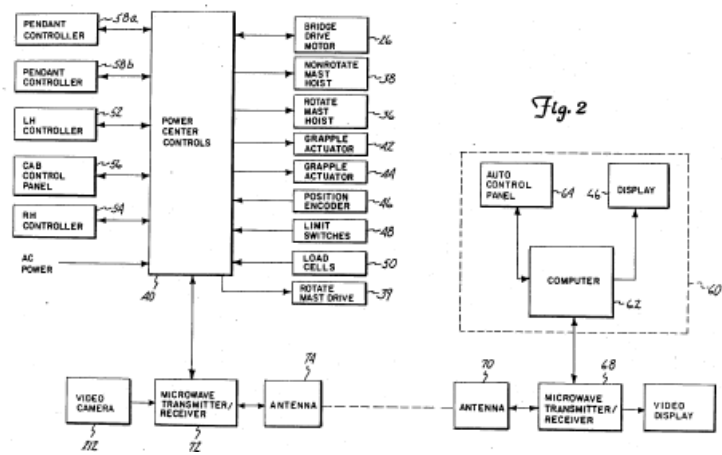 PENDANT
CONTROLLER
58a
PENDANT
CONTROLLER
58b
LH
CONTROLLER
52
CAB
CONTROL
PANEL
56
RH
CONTROLLER
54
AC
POWER
POWER
CENTER
CONTROLS
40
BRIDGE
DRIVE
MOTOR
26
NONROTATE
MAST
HOIST
38
ROTATE
MAST
HOIST
36
GRAPPLE
ACTUATOR
42
GRAPPLE
ACTUATOR
44
POSITION
ENCODER
46
LIMIT
SWITCHES
48
LOAD
CELLS
50
ROTATE
MAST DRIVE
39
Fig. 2
AUTO
CONTROL
PANEL
64
DISPLAY
46
COMPUTER
62
60
VIDEO
CAMERA
212
MICROWAVE
TRANSMITTER/
RECEIVER
72
ANTENNA
74
ANTENNA
70
MICROWAVE
TRANSMITTER/
RECEIVER
68
VIDEO
DISPLAY